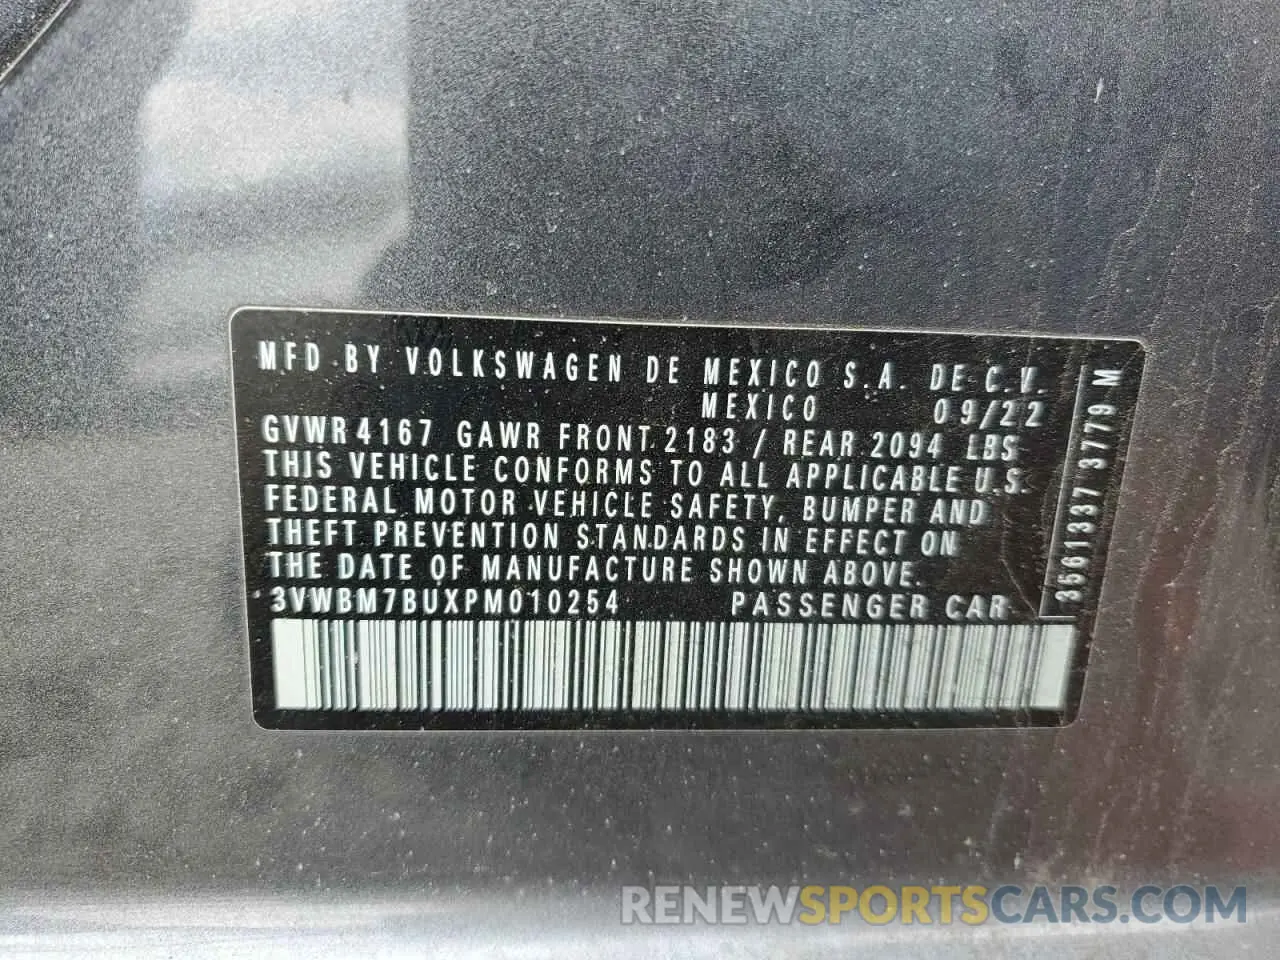 MFD BY VOLKSWAGEN DE MEXICO S.A. DE C.V.
MEXICO 09/22
GVWR 4167 GAWR FRONT 2183 / REAR 2094 LBS
THIS VEHICLE CONFORMS TO ALL APPLICABLE U.S.
FEDERAL MOTOR VEHICLE SAFETY, BUMPER AND
THEFT PREVENTION STANDARDS IN EFFECT ON
THE DATE OF MANUFACTURE SHOWN ABOVE.
3VWBM7BUXPM010254 PASSENGER CAR
3561337 3779 M
RENEWSPORTSCARS.COM